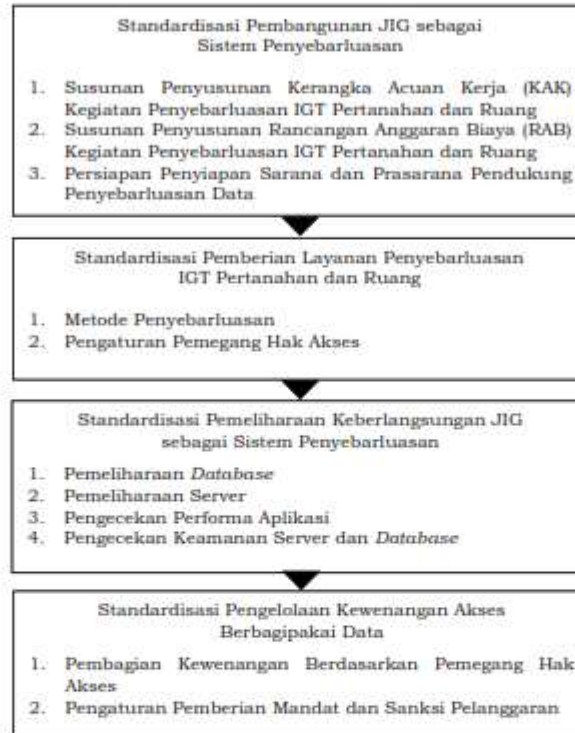 Standardisasi Pembangunan JIG sebagai
Sistem Penyebarluasan
1. Susunan Penyusunan Kerangka Acuan Kerja (KAK)
Kegiatan Penyebarluasan IGT Pertanahan dan Ruang
2. Susunan Penyusunan Rancangan Anggaran Biaya (RAB)
Kegiatan Penyebarluasan IGT Pertanahan dan Ruang
3. Persiapan Penyiapan Sarana dan Prasarana Pendukung
Penyebarluasan Data
Standardisasi Pemberian Layanan Penyebarluasan
IGT Pertanahan dan Ruang
1. Metode Penyebarluasan
2. Pengaturan Pemegang Hak Akses
Standardisasi Pemeliharaan Keberlangsungan JIG
sebagai Sistem Penyebarluasan
1. Pemeliharaan Database
2. Pemeliharaan Server
3. Pengecekan Performa Aplikasi
4. Pengecekan Keamanan Server dan Database
Standardisasi Pengelolaan Kewenangan Akses
Berbagipakai Data
1. Pembagian Kewenangan Berdasarkan Pemegang Hak
Akses
2. Pengaturan Pemberian Mandat dan Sanksi Pelanggaran